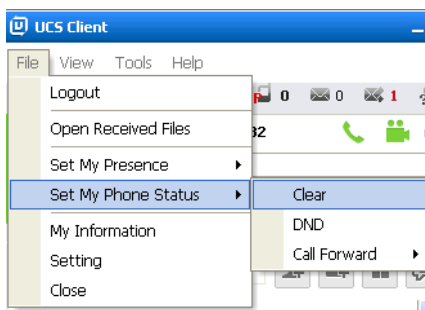 UCS Client
File View Tools Help
Logout
0 0 1
Open Received Files
32
Set My Presence
Set My Phone Status
Clear
My Information
DND
Setting
Call Forward
Close